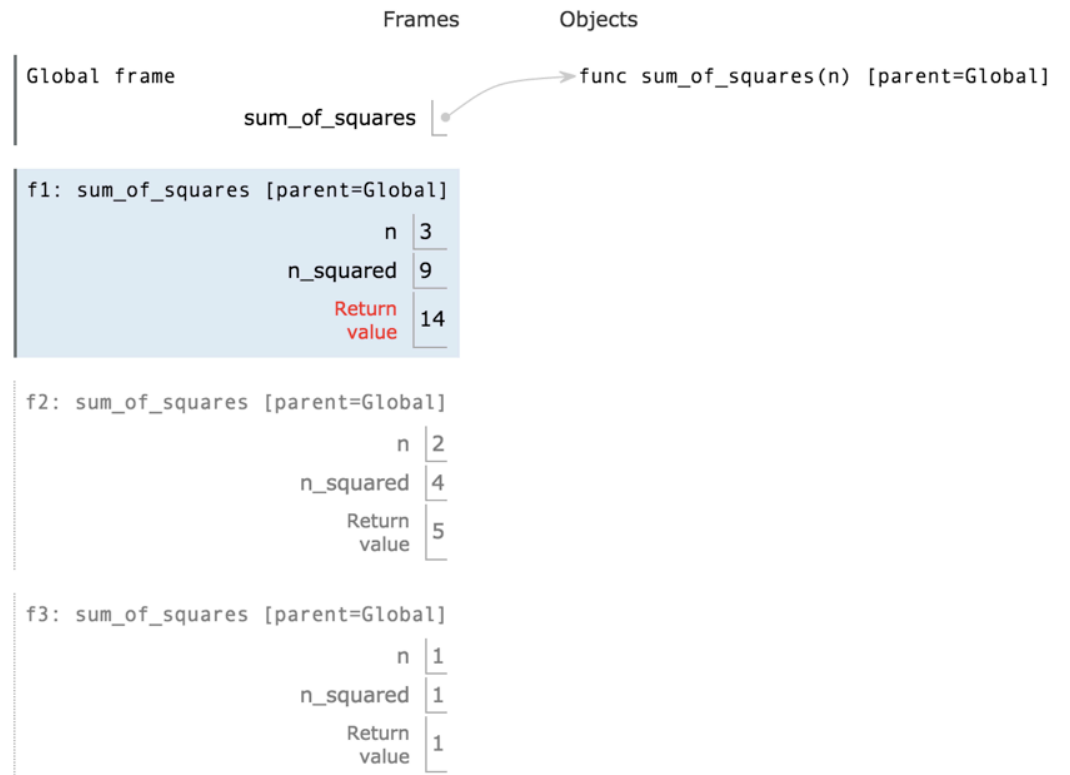 Frames Objects
Global frame func sum_of_squares(n) [parent=Global]
sum_of_squares
f1: sum_of_squares [parent=Global]
n 3
n_squared 9
Return
value 14
f2: sum_of_squares [parent=Global]
n 2
n_squared 4
Return
value 5
f3: sum_of_squares [parent=Global]
n 1
n_squared 1
Return
value 1